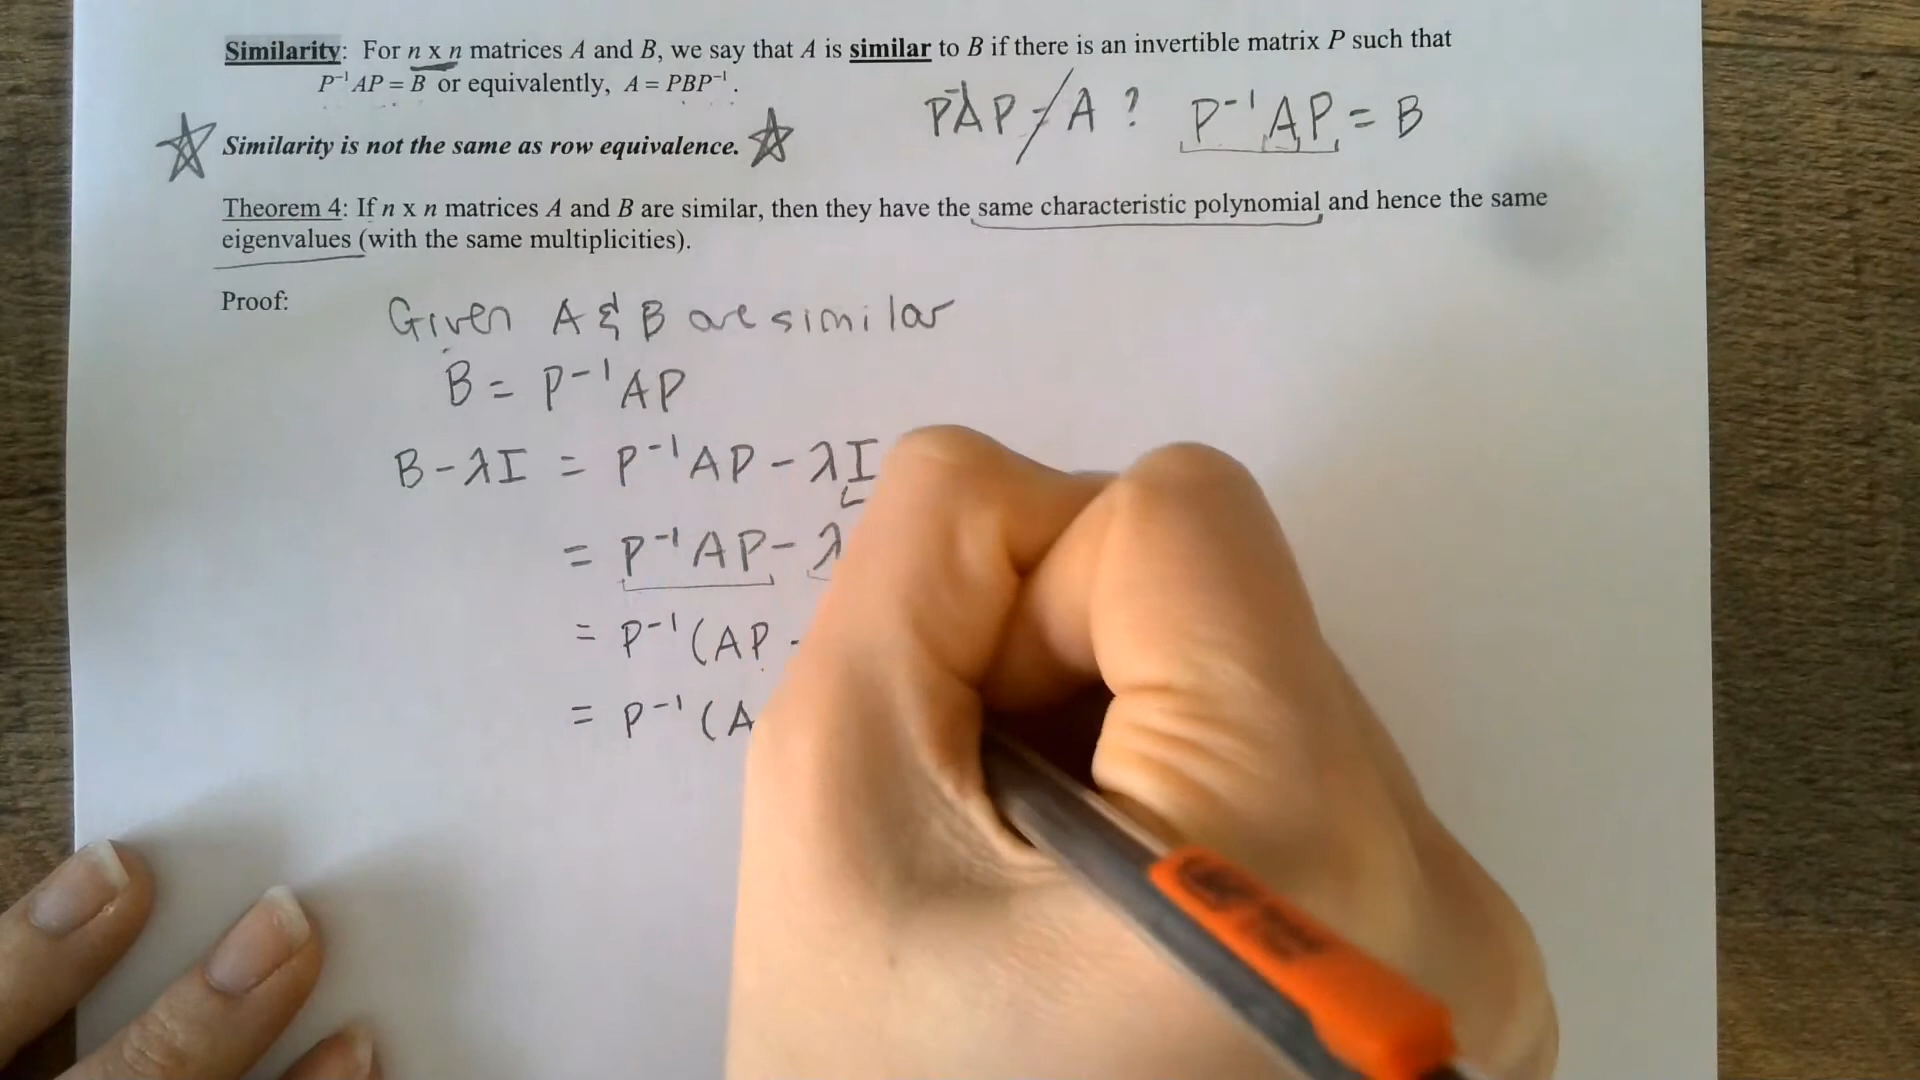 Similarity: For n x n matrices A and B, we say that A is similar to B if there is an invertible matrix P such that
P⁻¹AP = B or equivalently, A = PBP⁻¹.
P⁻AP ≠ A ? P⁻¹AP = B
Similarity is not the same as row equivalence.
Theorem 4: If n x n matrices A and B are similar, then they have the same characteristic polynomial and hence the same
eigenvalues (with the same multiplicities).
Proof: Given A & B are similar
B = P⁻¹AP
B - λI = P⁻¹AP - λI
= P⁻¹AP - λ
= P⁻¹(AP -
= P⁻¹(A